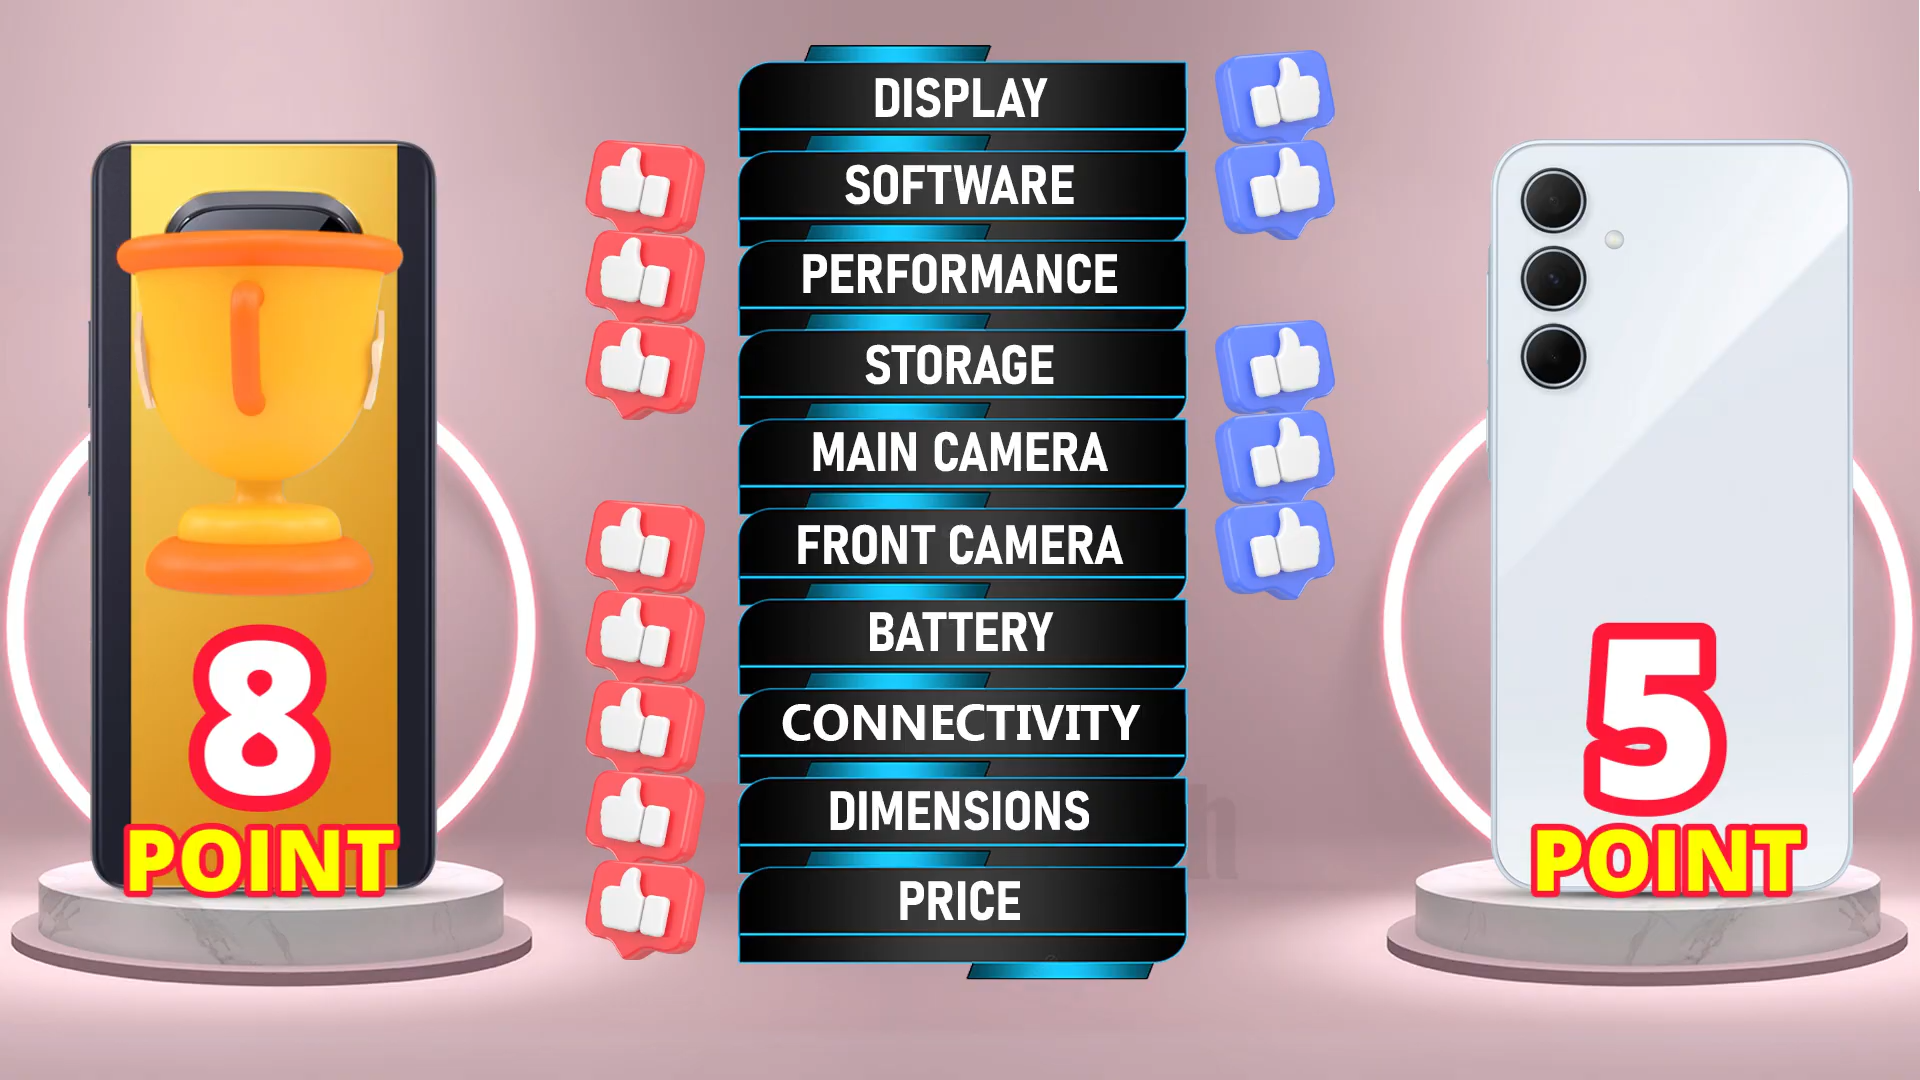 DISPLAY
SOFTWARE
PERFORMANCE
STORAGE
MAIN CAMERA
FRONT CAMERA
BATTERY
CONNECTIVITY
DIMENSIONS
PRICE
8
POINT
5
POINT